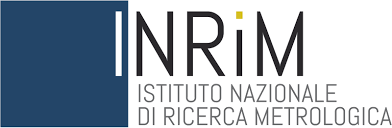 INRiM
ISTITUTO NAZIONALE
DI RICERCA METROLOGICA